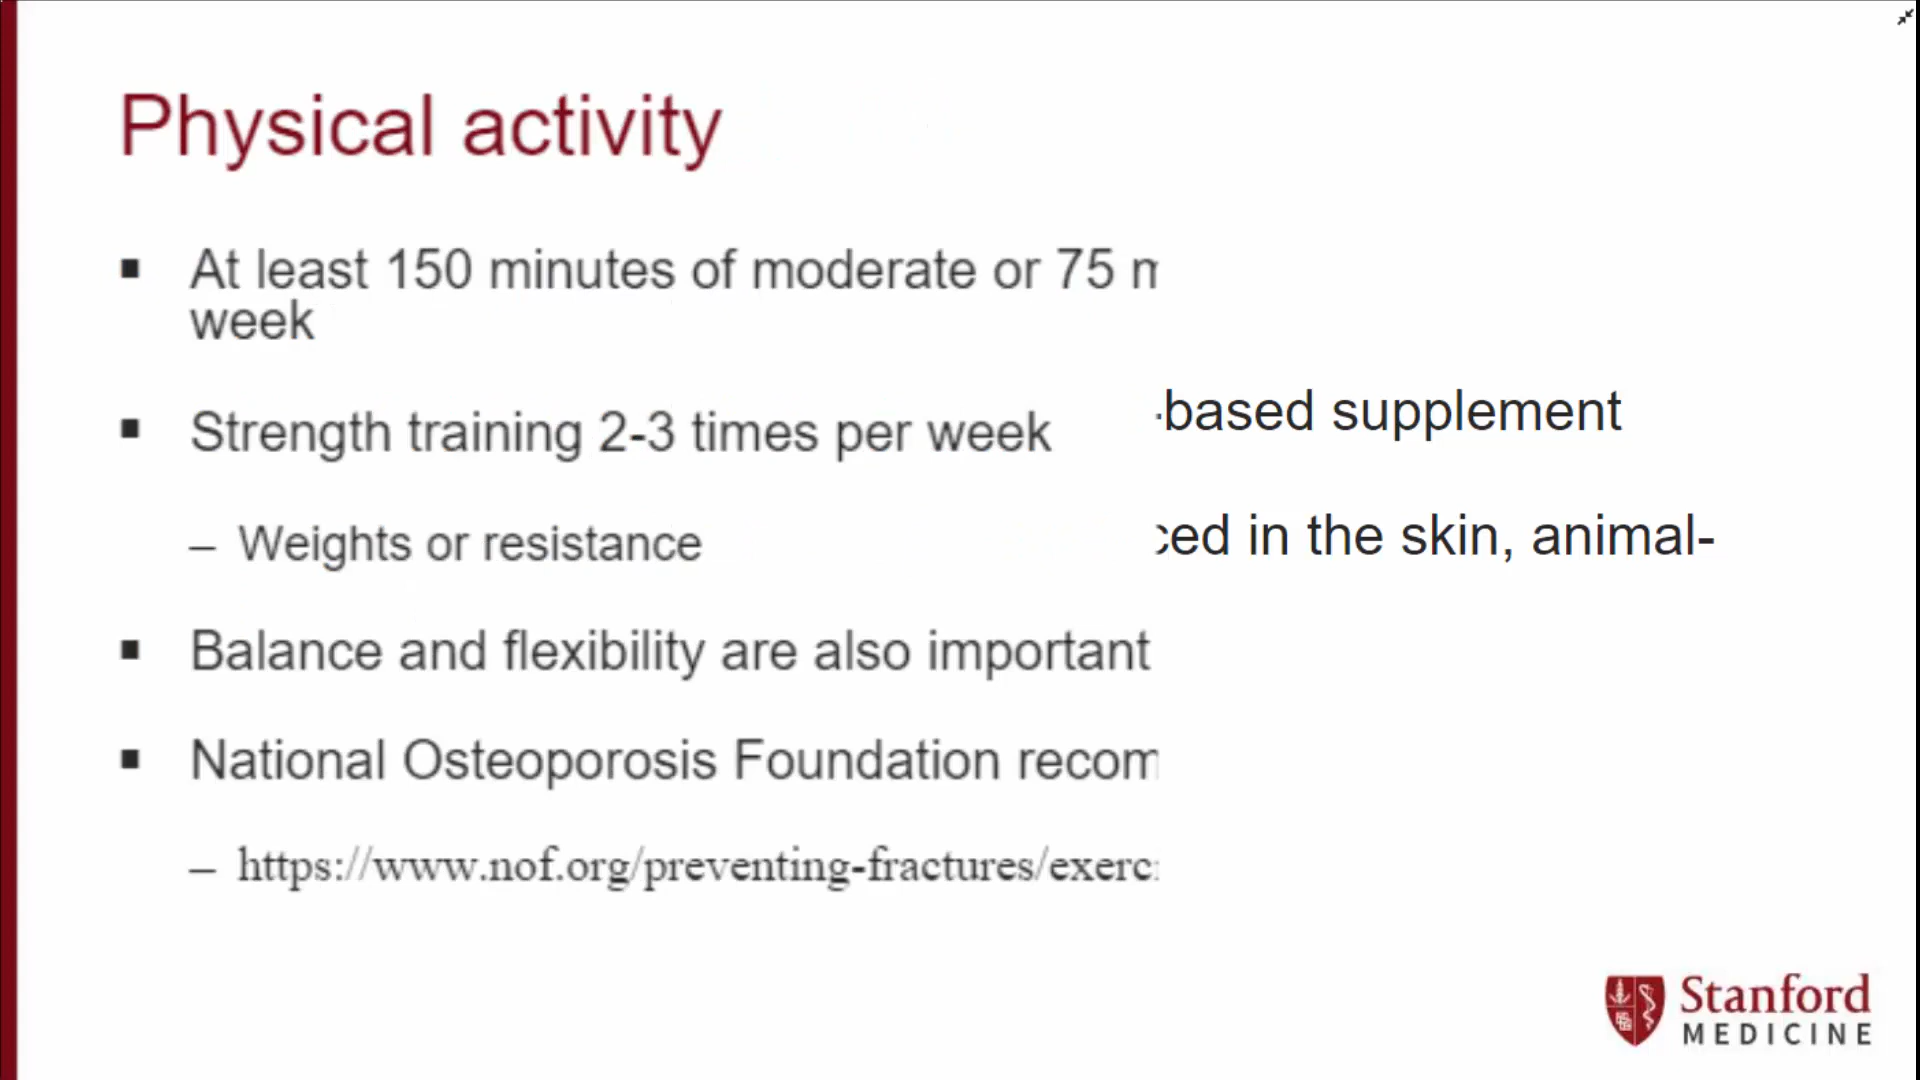 Physical activity
At least 150 minutes of moderate or 75
week
-based supplement
Strength training 2-3 times per week
in the skin, animal-
– Weights or resistance
Balance and flexibility are also important
National Osteoporosis Foundation recom
– https://www.nof.org/preventing-fractures/exerc
Stanford
MEDICINE